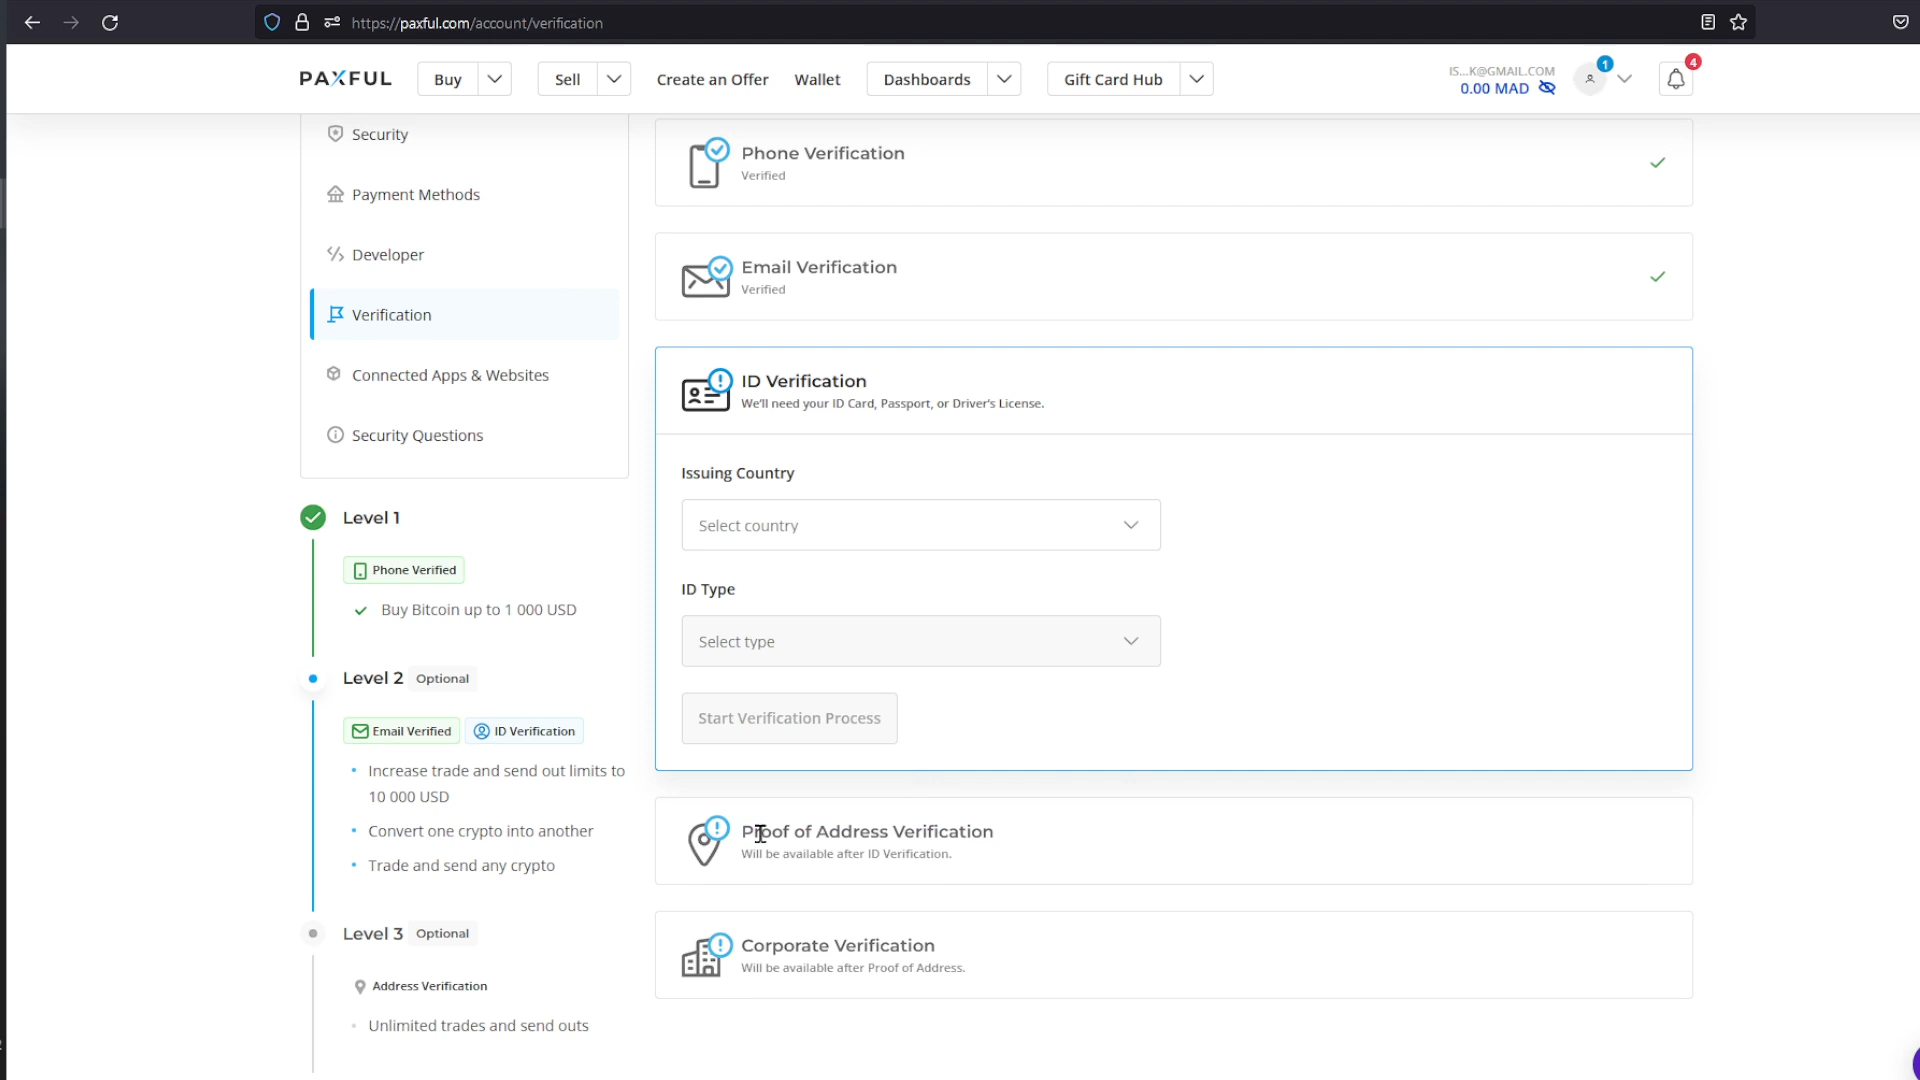 https://paxful.com/account/verification
PAXFUL
Buy
Sell
Create an Offer
Wallet
Dashboards
Gift Card Hub
IS...K@GMAIL.COM
0.00 MAD
1
4
Security
Payment Methods
Developer
Verification
Connected Apps & Websites
Security Questions
Level 1
Phone Verified
Buy Bitcoin up to 1 000 USD
Level 2 Optional
Email Verified
ID Verification
Increase trade and send out limits to
10 000 USD
Convert one crypto into another
Trade and send any crypto
Level 3 Optional
Address Verification
Unlimited trades and send outs
Phone Verification
Verified
Email Verification
Verified
ID Verification
We'll need your ID Card, Passport, or Driver's License.
Issuing Country
Select country
ID Type
Select type
Start Verification Process
Proof of Address Verification
Will be available after ID Verification.
Corporate Verification
Will be available after Proof of Address.